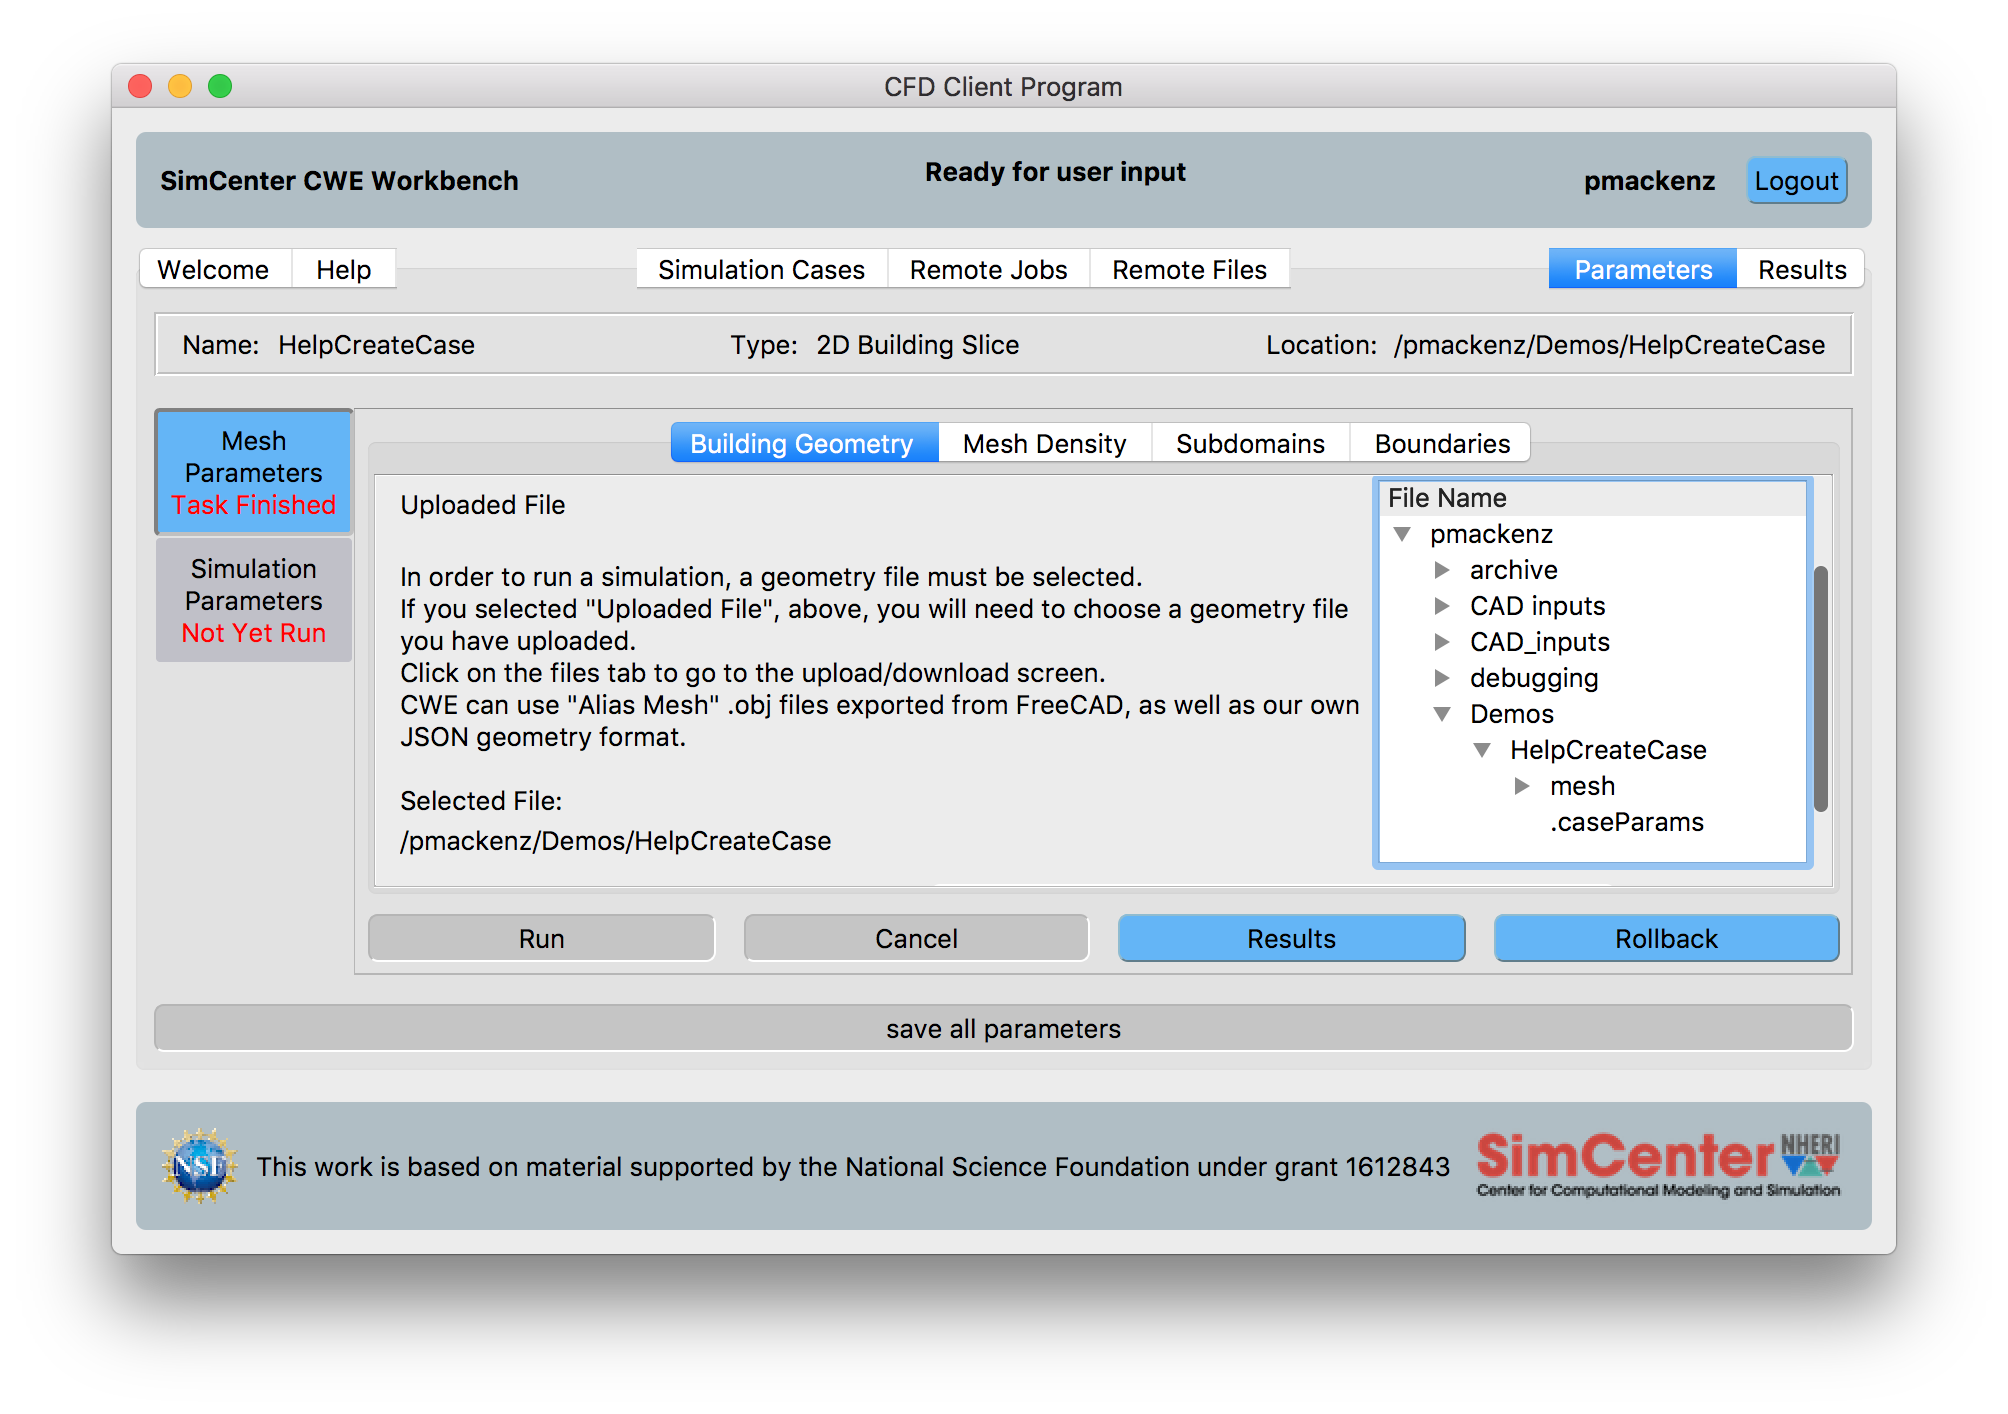 CFD Client Program
SimCenter CWE Workbench
Ready for user input
pmackenz
Logout
Welcome
Help
Simulation Cases
Remote Jobs
Remote Files
Parameters
Results
Name: HelpCreateCase
Type: 2D Building Slice
Location: /pmackenz/Demos/HelpCreateCase
Mesh
Parameters
Task Finished
Simulation
Parameters
Not Yet Run
Building Geometry
Mesh Density
Subdomains
Boundaries
Uploaded File
In order to run a simulation, a geometry file must be selected.
If you selected "Uploaded File", above, you will need to choose a geometry file
you have uploaded.
Click on the files tab to go to the upload/download screen.
CWE can use "Alias Mesh" .obj files exported from FreeCAD, as well as our own
JSON geometry format.
Selected File:
/pmackenz/Demos/HelpCreateCase
File Name
pmackenz
archive
CAD inputs
CAD_inputs
debugging
Demos
HelpCreateCase
mesh
.caseParams
Run
Cancel
Results
Rollback
save all parameters
NSF
This work is based on material supported by the National Science Foundation under grant 1612843
SimCenter NHERI
Center for Computational Modeling and Simulation